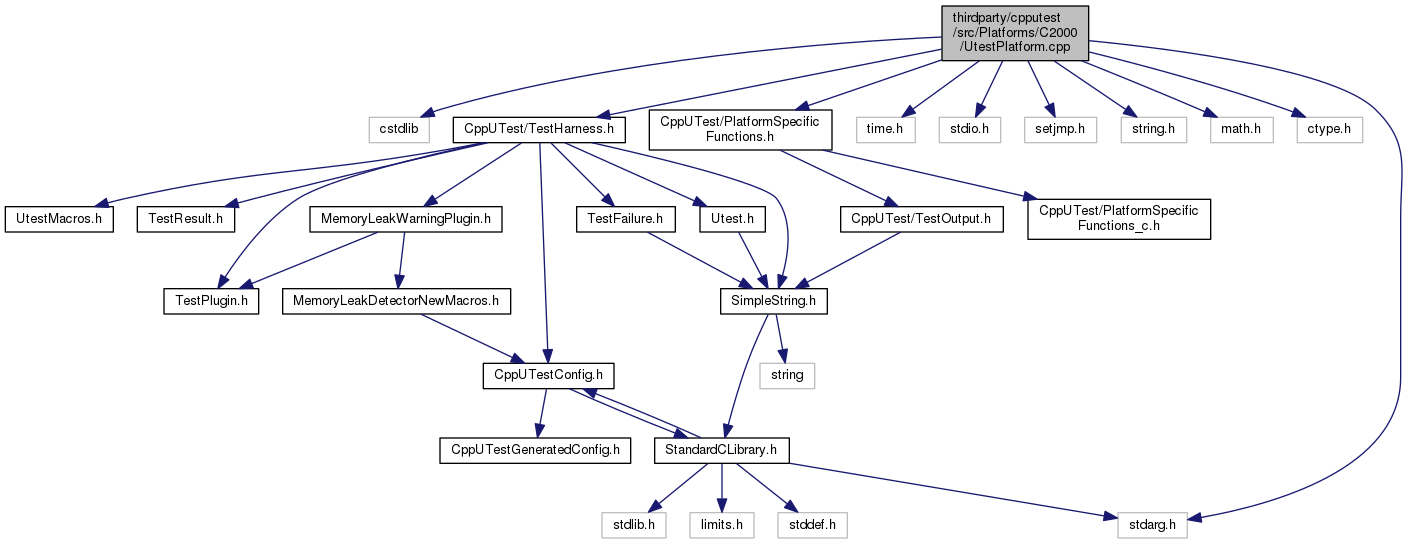 thirdparty/cpputest
/src/Platforms/C2000
/UtestPlatform.cpp
cstdlib
CppUTest/TestHarness.h
CppUTest/PlatformSpecific
Functions.h
time.h
stdio.h
setjmp.h
string.h
math.h
ctype.h
UtestMacros.h
TestResult.h
MemoryLeakWarningPlugin.h
TestFailure.h
Utest.h
CppUTest/TestOutput.h
CppUTest/PlatformSpecific
Functions_c.h
TestPlugin.h
MemoryLeakDetectorNewMacros.h
SimpleString.h
CppUTestConfig.h
string
CppUTestGeneratedConfig.h
StandardCLibrary.h
stdlib.h
limits.h
stddef.h
stdarg.h